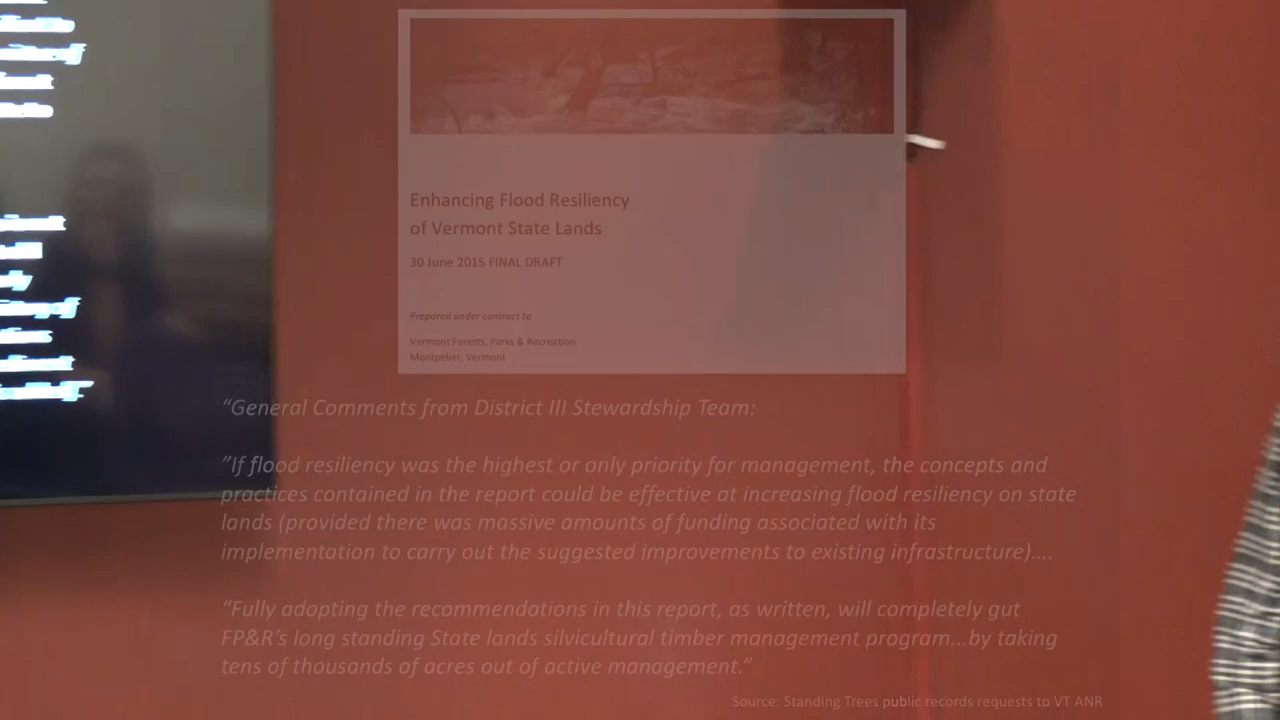 Enhancing Flood Resiliency
of Vermont State Lands
30 June 2015 FINAL DRAFT
Prepared under contract to
Vermont Forests, Parks & Recreation
Montpelier, Vermont
“General Comments from District III Stewardship Team:
”If flood resiliency was the highest or only priority for management, the concepts and
practices contained in the report could be effective at increasing flood resiliency on state
lands (provided there was massive amounts of funding associated with its
implementation to carry out the suggested improvements to existing infrastructure)....
“Fully adopting the recommendations in this report, as written, will completely gut
FP&R’s long standing State lands silvicultural timber management program...by taking
tens of thousands of acres out of active management.”
Source: Standing Trees public records requests to VT ANR